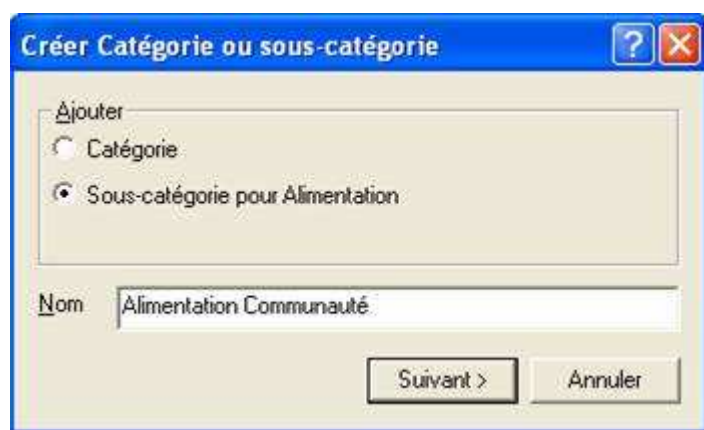 Créer Catégorie ou sous-catégorie
Ajouter
Catégorie
Sous-catégorie pour Alimentation
Nom Alimentation Communauté
Suivant > Annuler